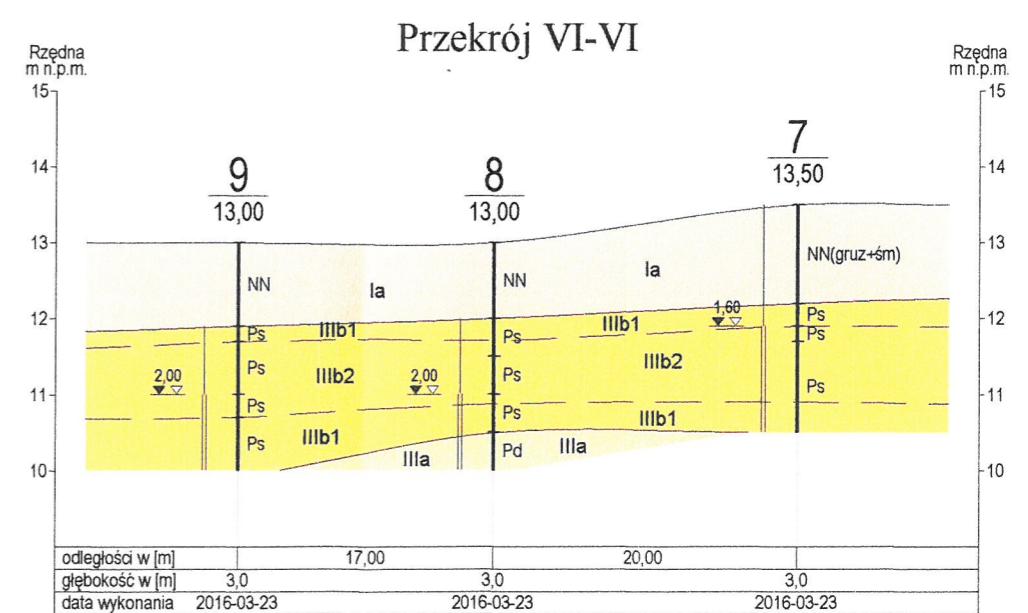 Przekrój VI-VI
Rzędna
m n.p.m.
Rzędna
m n.p.m.
15
15
14
14
13
13
12
12
11
11
10
10
9
13,00
8
13,00
7
13,50
NN
Ia
NN
Ia
NN(gruz+śm)
1,60
Ps
IIIb1
Ps
IIIb1
Ps
Ps
2,00
Ps
IIIb2
2,00
Ps
IIIb2
Ps
Ps
Ps
IIIb1
Ps
IIIb1
IIIa
Pd
IIIa
odległości w [m]
17,00
20,00
głębokość w [m]
3,0
3,0
3,0
data wykonania
2016-03-23
2016-03-23
2016-03-23